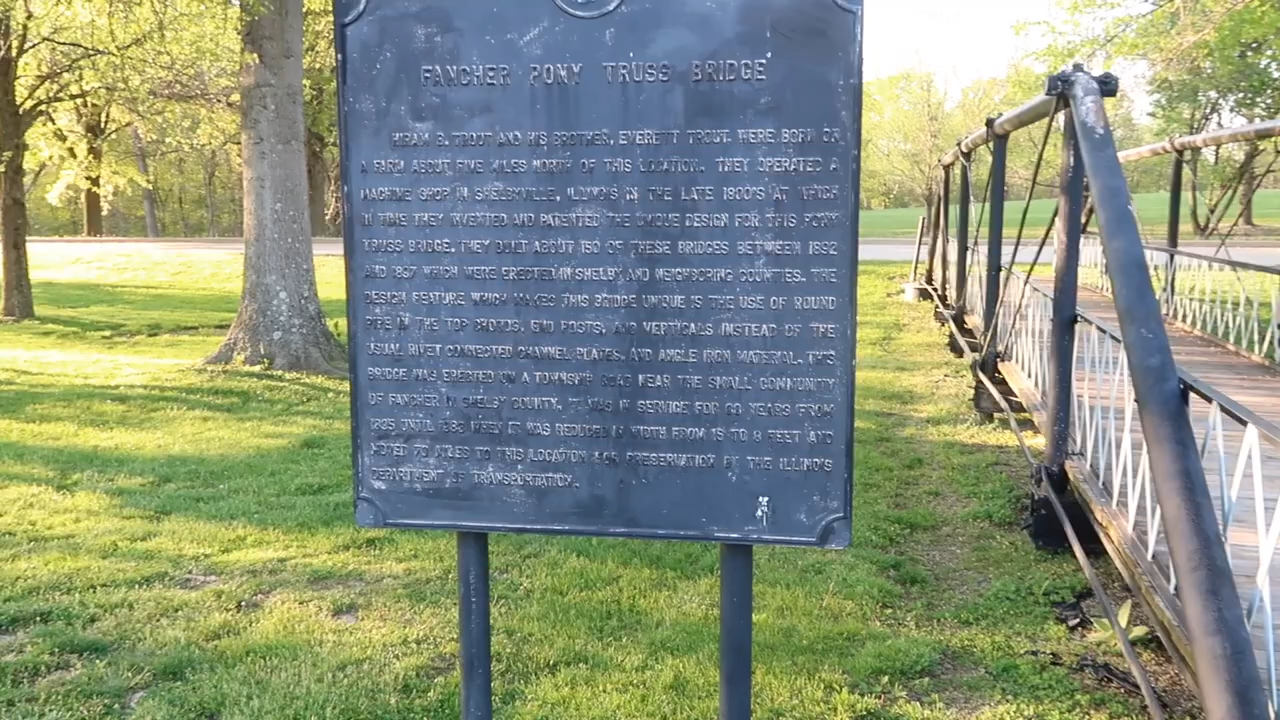 FANCHER PONY TRUSS BRIDGE
HIRAM B. TROUT AND HIS BROTHER, EVERETT TROUT, WERE BORN ON
A FARM ABOUT FIVE MILES NORTH OF THIS LOCATION. THEY OPERATED A
MACHINE SHOP IN SHELBYVILLE, ILLINOIS IN THE LATE 1800'S AT WHICH
IN TIME THEY INVENTED AND PATENTED THE UNIQUE DESIGN FOR THIS PONY
TRUSS BRIDGE. THEY BUILT ABOUT 150 OF THESE BRIDGES BETWEEN 1892
AND 1897 WHICH WERE ERECTED IN SHELBY AND NEIGHBORING COUNTIES. THE
DESIGN FEATURE WHICH MAKES THIS BRIDGE UNIQUE IS THE USE OF ROUND
PIPE IN THE TOP CHORDS, END POSTS, AND VERTICALS INSTEAD OF THE
USUAL RIVET CONNECTED CHANNEL, PLATES, AND ANGLE IRON MATERIAL. THIS
BRIDGE WAS ERECTED ON A TOWNSHIP ROAD NEAR THE SMALL COMMUNITY
OF FANCHER IN SHELBY COUNTY. IT WAS IN SERVICE FOR YEARS FROM
UNTIL WHEN IT WAS REDUCED IN WIDTH FROM 15 TO 8 FEET AND
MOVED 70 MILES TO THIS LOCATION FOR PRESERVATION BY THE ILLINOIS
DEPARTMENT OF TRANSPORTATION.